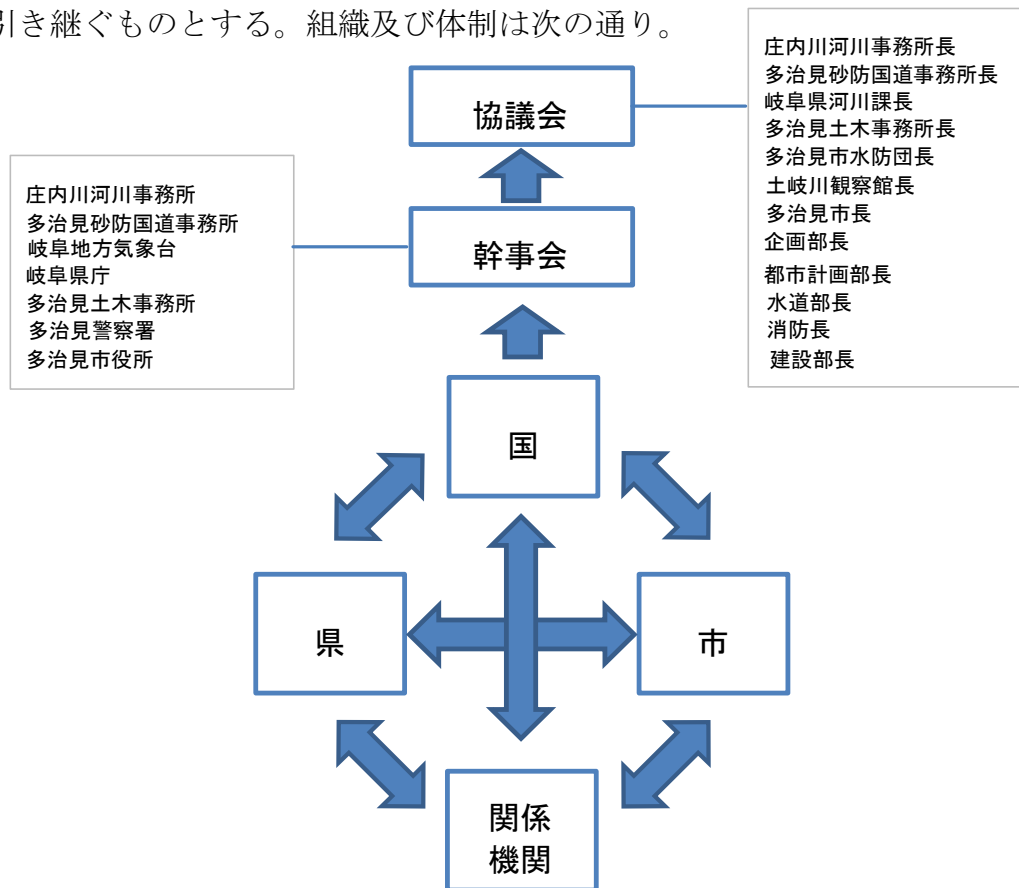 引き継ぐものとする。組織及び体制は次の通り。
協議会
庄内川河川事務所長
多治見砂防国道事務所長
岐阜県河川課長
多治見土木事務所長
多治見市水防団長
土岐川観察館長
多治見市長
企画部長
都市計画部長
水道部長
消防長
建設部長
幹事会
庄内川河川事務所
多治見砂防国道事務所
岐阜地方気象台
岐阜県庁
多治見土木事務所
多治見警察署
多治見市役所
国
県
市
関係
機関